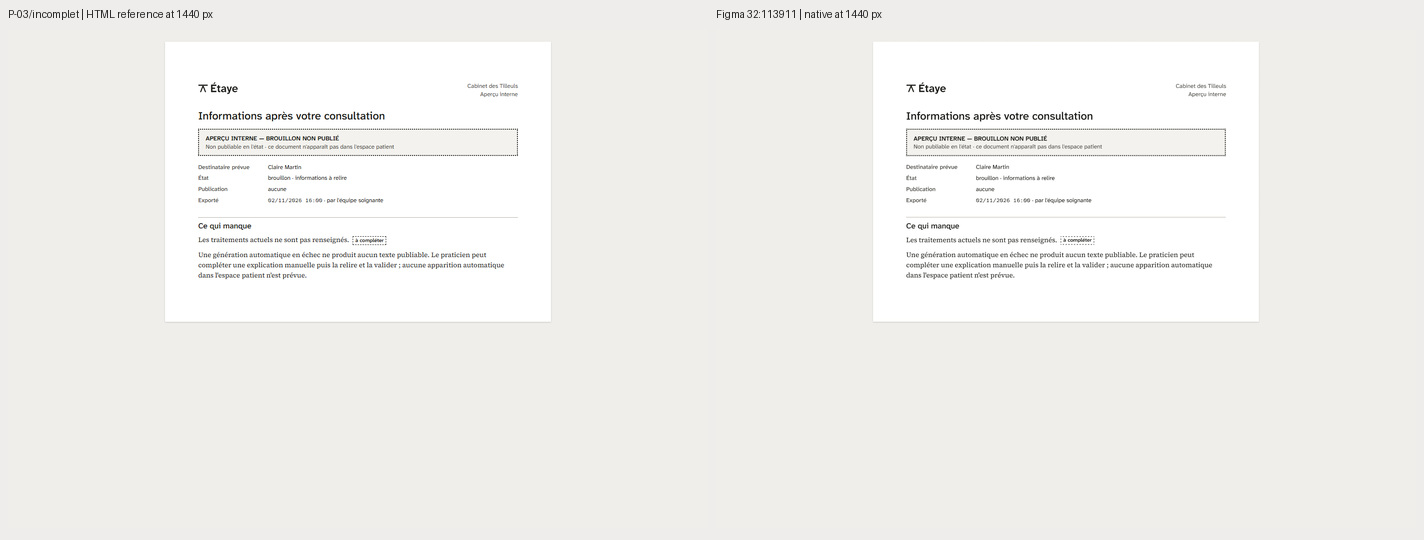 P-03/incomplet | HTML reference at 1440 px
Étaye
Cabinet des Tilleuls
Aperçu interne
Informations après votre consultation
APERÇU INTERNE — BROUILLON NON PUBLIÉ
Non publiable en l'état · ce document n'apparaît pas dans l'espace patient
Destinataire prévue Claire Martin
État brouillon · informations à relire
Publication aucune
Exporté 02/11/2026 16:00 · par l'équipe soignante
Ce qui manque
Les traitements actuels ne sont pas renseignés. à compléter
Une génération automatique en échec ne produit aucun texte publiable. Le praticien peut
compléter une explication manuelle puis la relire et la valider ; aucune apparition automatique
dans l'espace patient n'est prévue.
Figma 32:113911 | native at 1440 px
Étaye
Cabinet des Tilleuls
Aperçu interne
Informations après votre consultation
APERÇU INTERNE — BROUILLON NON PUBLIÉ
Non publiable en l'état · ce document n'apparaît pas dans l'espace patient
Destinataire prévue Claire Martin
État brouillon · informations à relire
Publication aucune
Exporté 02/11/2026 16:00 · par l'équipe soignante
Ce qui manque
Les traitements actuels ne sont pas renseignés. à compléter
Une génération automatique en échec ne produit aucun texte publiable. Le praticien peut
compléter une explication manuelle puis la relire et la valider ; aucune apparition automatique
dans l'espace patient n'est prévue.